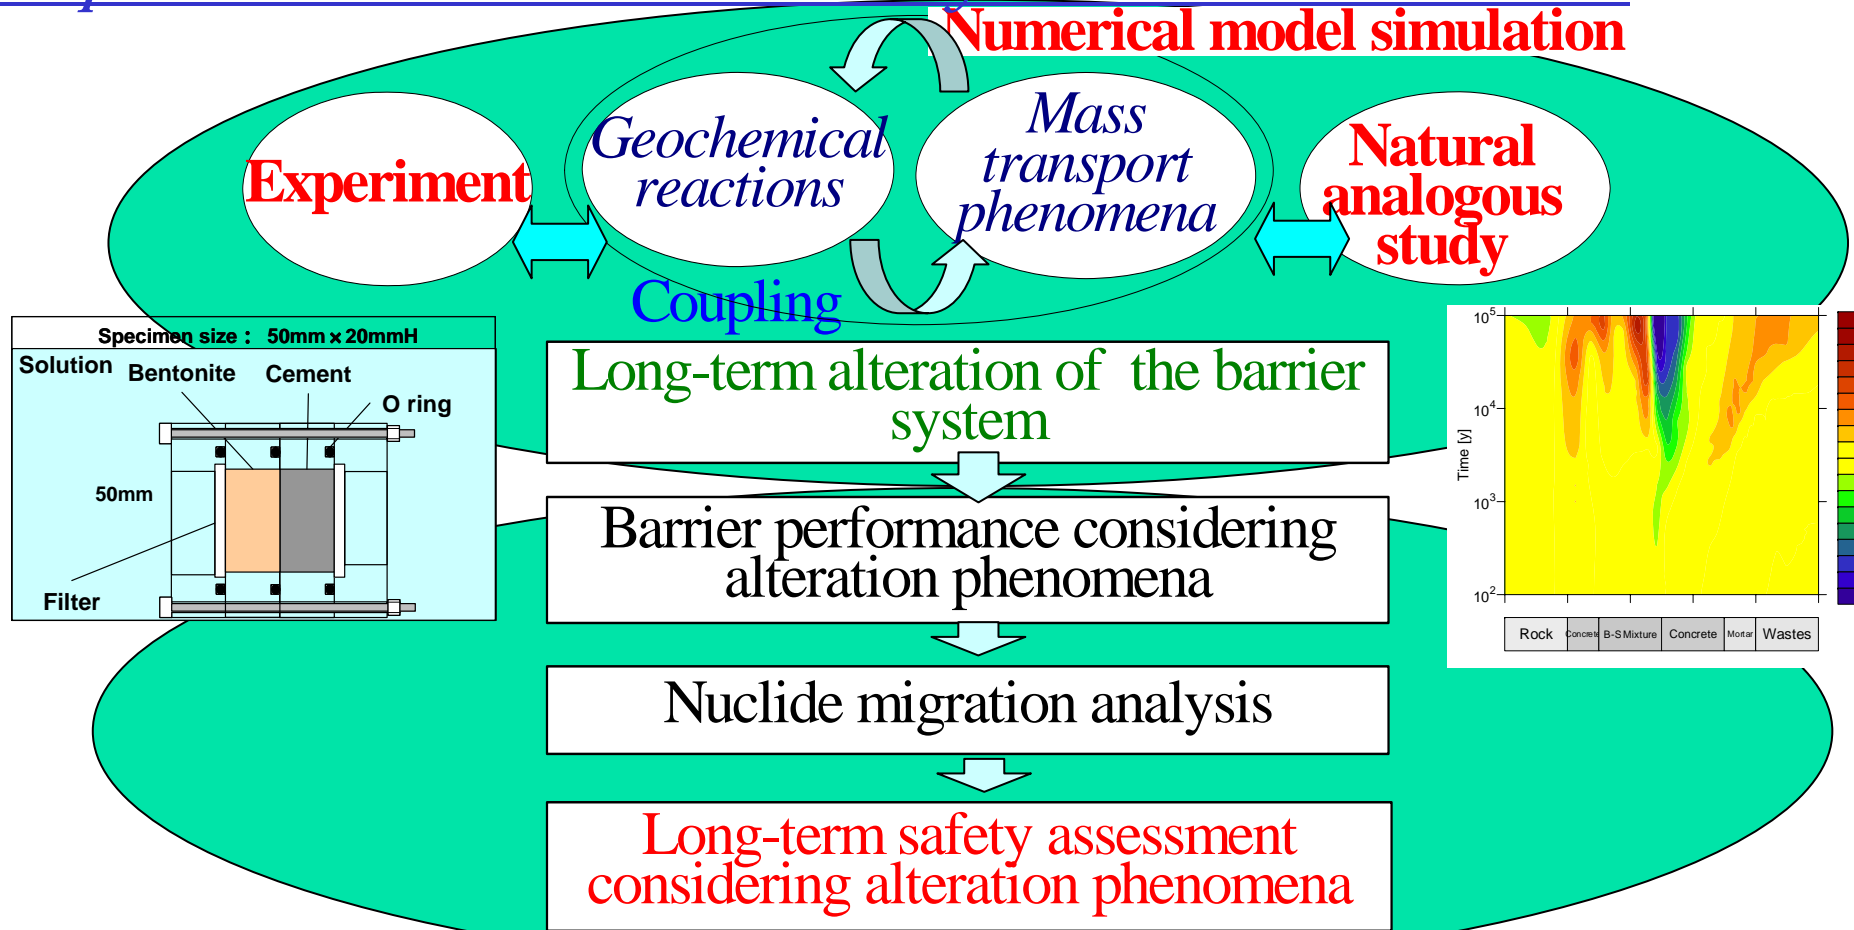 Numerical model simulation
Experiment
Geochemical
reactions
Mass
transport
phenomena
Natural
analogous
study
Coupling
Specimen size : 50mm × 20mmH
Solution
Bentonite
Cement
O ring
50mm
Filter
Long-term alteration of the barrier
system
Barrier performance considering
alteration phenomena
Nuclide migration analysis
Long-term safety assessment
considering alteration phenomena
10⁵
10⁴
Time [y]
10³
10²
Rock
Concrete
B-S Mixture
Concrete
Mortar
Wastes